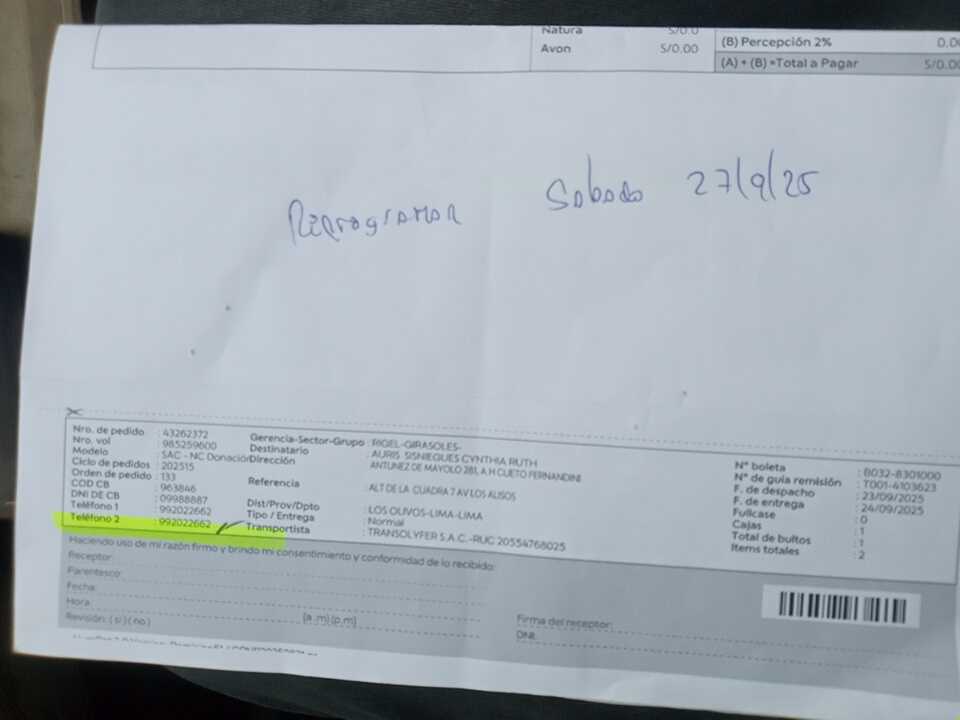 Natura S/0.0
Avon S/0.00
(B) Percepción 2% 0.00
(A) + (B) =Total a Pagar S/0.00
Reprogramar Sabado 27/9/25
Nro. de pedido : 43262372
Nro. vol : 985259600
Modelo : SAC - NC Donación
Ciclo de pedidos : 202515
Orden de pedido : 133
COD CB : 963846
DNI DE CB : 09988887
Teléfono 1 : 992022662
Teléfono 2 : 992022662
Gerencia-Sector-Grupo : RIGEL-GIRASOLES-
Destinatario : AURIS SISNIEGUES CYNTHIA RUTH
Dirección ANTUNEZ DE MAYOLO 281, A.H CUETO FERNANDINI
Referencia : ALT DE LA CUADRA 7 AV LOS ALISOS
Dist/Prov/Dpto : LOS OLIVOS-LIMA-LIMA
Tipo / Entrega : Normal
Transportista : TRANSOLYFER S.A.C.-RUC 20554768025
N° boleta : B032-8301000
N° de guía remisión : T001-6103623
F. de despacho : 23/09/2025
F. de entrega : 24/09/2025
Fullcase : 0
Cajas : 1
Total de bultos : 1
Items totales : 2
Haciendo uso de mi razón firmo y brindo mi consentimiento y conformidad de lo recibido:
Receptor:
Parentesco:
Fecha:
Hora: (a.m) (p.m)
Revisión: ( si ) ( no )
Firma del receptor:
DNI: